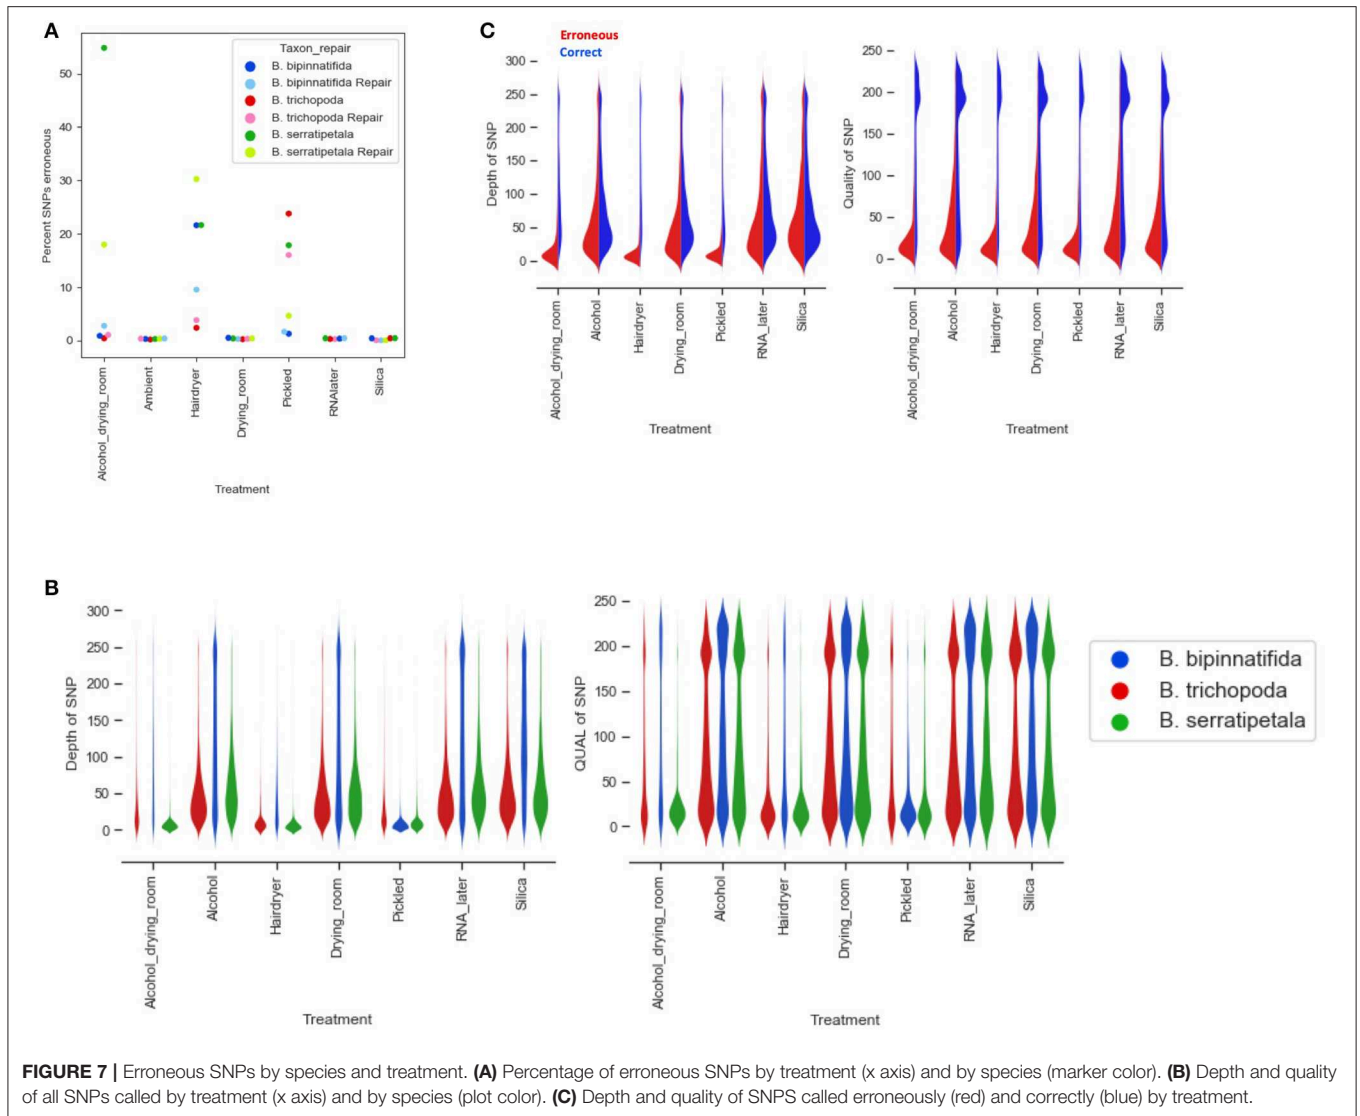 A
Percent SNPs erroneous
50
40
30
20
10
0
Taxon_repair
B. bipinnatifida
B. bipinnatifida Repair
B. trichopoda
B. trichopoda Repair
B. serratipetala
B. serratipetala Repair
Alcohol_drying_room
Ambient
Hairdryer
Drying_room
Pickled
RNAlater
Silica
Treatment
C
Erroneous
Correct
Depth of SNP
300
250
200
150
100
50
0
Alcohol_drying_room
Alcohol
Hairdryer
Drying_room
Pickled
RNA_later
Silica
Treatment
Quality of SNP
250
200
150
100
50
0
Alcohol_drying_room
Alcohol
Hairdryer
Drying_room
Pickled
RNA_later
Silica
Treatment
B
Depth of SNP
300
250
200
150
100
50
0
Alcohol_drying_room
Alcohol
Hairdryer
Drying_room
Pickled
RNA_later
Silica
Treatment
QUAL of SNP
250
200
150
100
50
0
Alcohol_drying_room
Alcohol
Hairdryer
Drying_room
Pickled
RNA_later
Silica
Treatment
B. bipinnatifida
B. trichopoda
B. serratipetala
FIGURE 7 | Erroneous SNPs by species and treatment. (A) Percentage of erroneous SNPs by treatment (x axis) and by species (marker color). (B) Depth and quality
of all SNPs called by treatment (x axis) and by species (plot color). (C) Depth and quality of SNPS called erroneously (red) and correctly (blue) by treatment.